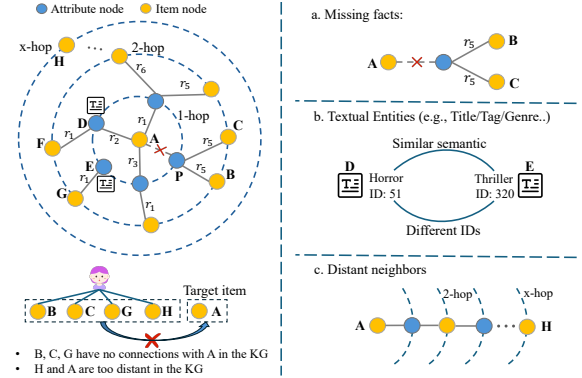 Attribute node
Item node
x-hop
H
2-hop
r6
r5
1-hop
D
r1
r1
r2
A
C
F
r5
E
r3
P
G
r1
r5
B
r1
Target item
B
C
G
H
A
• B, C, G have no connections with A in the KG
• H and A are too distant in the KG
a. Missing facts:
r5
B
A
r5
C
b. Textual Entities (e.g., Title/Tag/Genre..)
Similar semantic
D
E
Horror
ID: 51
Thriller
ID: 320
Different IDs
c. Distant neighbors
2-hop
x-hop
A
H